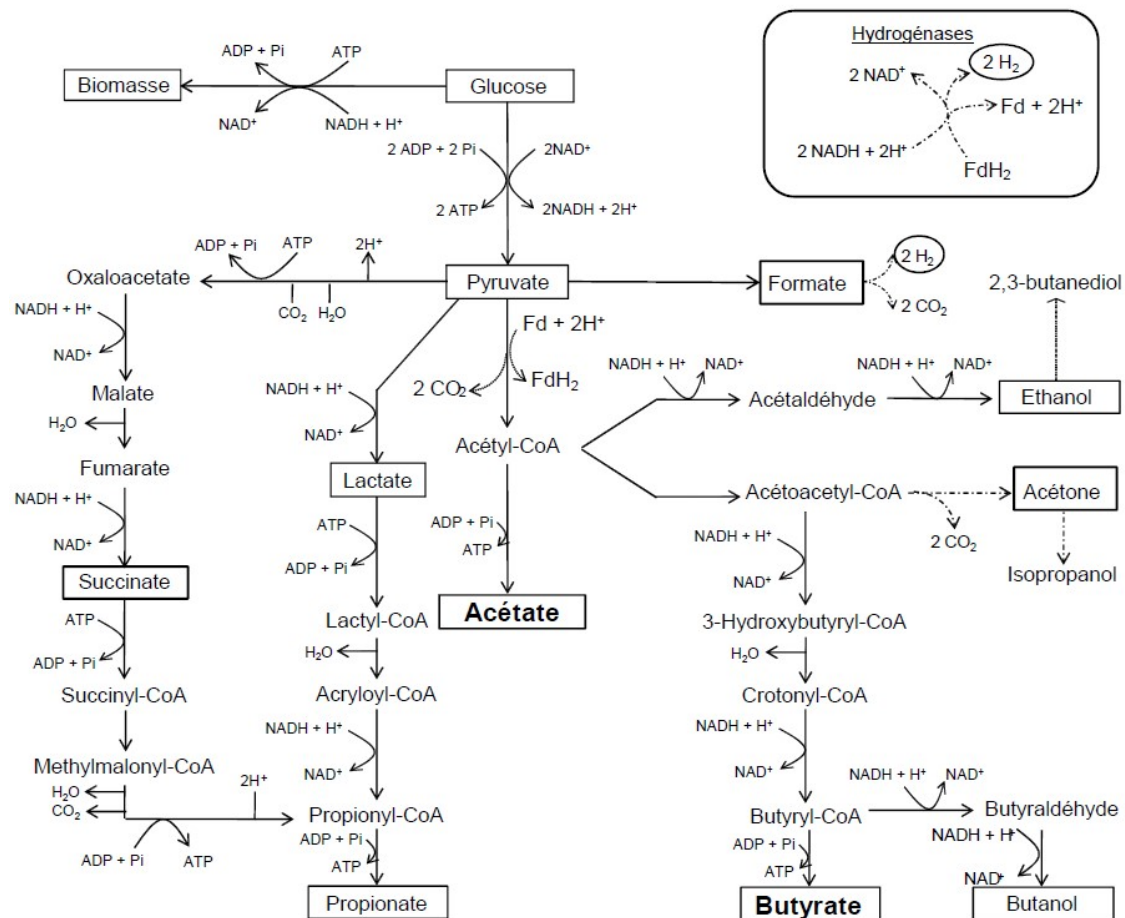 Hydrogénases
ADP + Pi ATP
2 NAD⁺ 2 H₂
Biomasse Glucose
Fd + 2H⁺
NAD⁺ NADH + H⁺
2 ADP + 2 Pi 2NAD⁺
2 NADH + 2H⁺
FdH₂
2 ATP 2NADH + 2H⁺
ADP + Pi ATP 2H⁺
2 H₂
Oxaloacetate Pyruvate Formate 2,3-butanediol
CO₂ H₂O
2 CO₂
NADH + H⁺
Fd + 2H⁺
NAD⁺
NADH + H⁺ NAD⁺ NADH + H⁺ NAD⁺
2 CO₂ FdH₂
NADH + H⁺
Malate
Acétaldéhyde Ethanol
H₂O
NAD⁺
Acétyl-CoA
Fumarate
Lactate
Acétoacetyl-CoA Acétone
NADH + H⁺
ATP
ADP + Pi
NADH + H⁺
2 CO₂
NAD⁺
ATP
ADP + Pi
NAD⁺
Isopropanol
Succinate
ATP
Lactyl-CoA
Acétate
3-Hydroxybutyryl-CoA
H₂O
H₂O
ADP + Pi
Succinyl-CoA Acryloyl-CoA Crotonyl-CoA
NADH + H⁺
NADH + H⁺
Methylmalonyl-CoA
NAD⁺
NAD⁺
NADH + H⁺ NAD⁺
2H⁺
H₂O
CO₂
Propionyl-CoA Butyryl-CoA Butyraldéhyde
ADP + Pi
ADP + Pi
NADH + H⁺
ADP + Pi ATP
ATP
ATP
NAD⁺
Propionate Butyrate Butanol